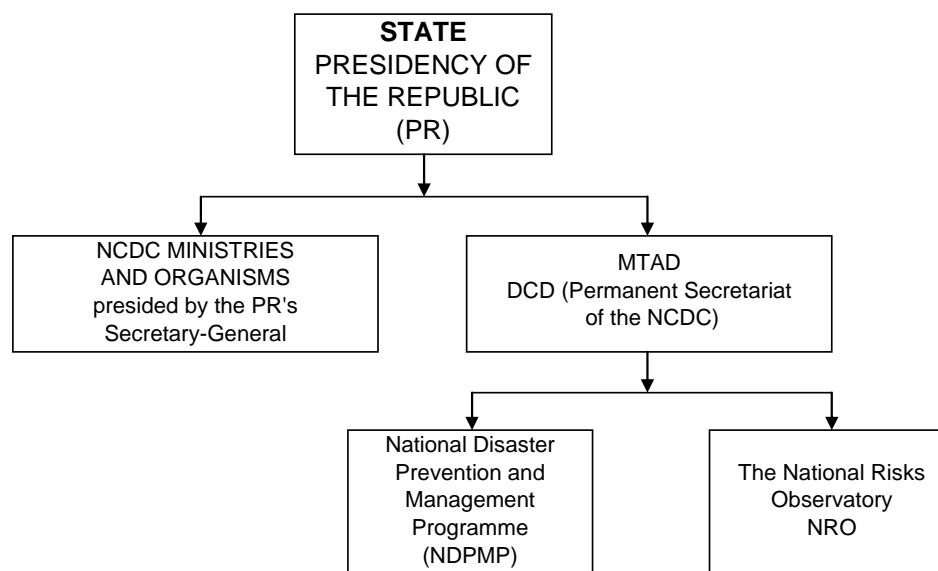 STATE
PRESIDENCY OF
THE REPUBLIC
(PR)
NCDC MINISTRIES
AND ORGANISMS
presided by the PR's
Secretary-General
MTAD
DCD (Permanent Secretariat
of the NCDC)
National Disaster
Prevention and
Management
Programme
(NDPMP)
The National Risks
Observatory
NRO